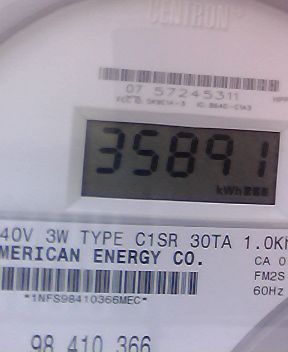 CENTRON
07 57245311
35891
kWh
40V 3W TYPE C1SR 30TA 1.0Kh
MERICAN ENERGY CO.
CA 0
FM2S
60Hz
*1NFS98410366MEC*
98 410 366